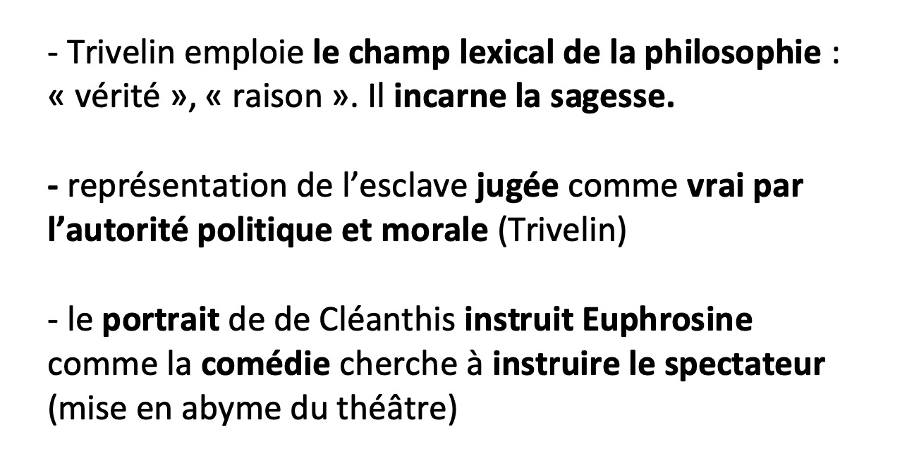 - Trivelin emploie le champ lexical de la philosophie :
« vérité », « raison ». Il incarne la sagesse.
- représentation de l’esclave jugée comme vrai par
l’autorité politique et morale (Trivelin)
- le portrait de de Cléanthis instruit Euphrosine
comme la comédie cherche à instruire le spectateur
(mise en abyme du théâtre)